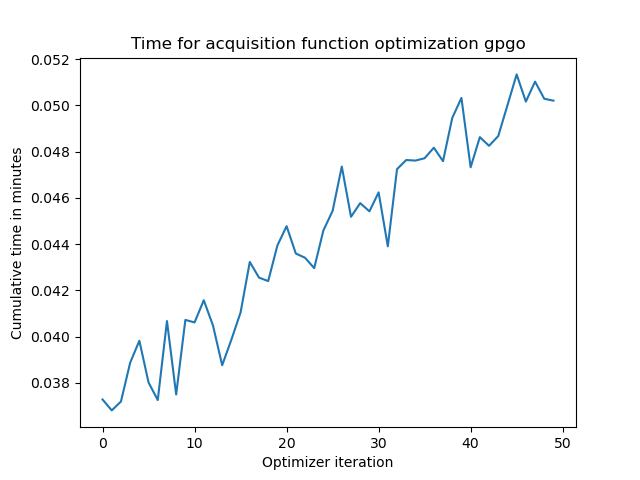 Time for acquisition function optimization gpgo
0.052
0.050
0.048
0.046
0.044
0.042
0.040
0.038
Cumulative time in minutes
0 10 20 30 40 50
Optimizer iteration